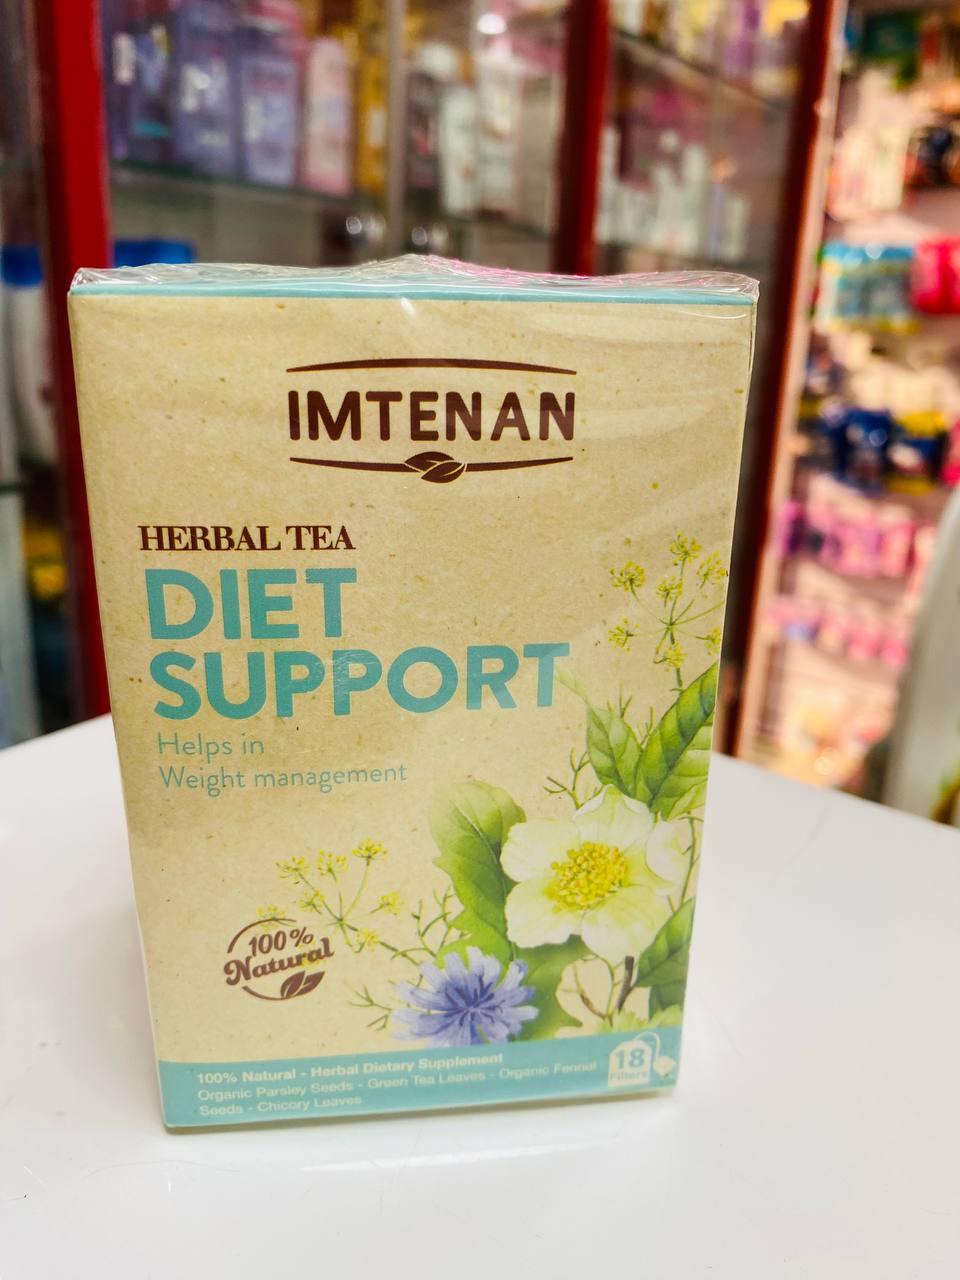 IMTENAN
HERBAL TEA
DIET
SUPPORT
Helps in
Weight management
100%
Natural
18
Filters
100% Natural - Herbal Dietary Supplement
Organic Parsley Seeds - Green Tea Leaves - Organic Fennel
Seeds - Chicory Leaves